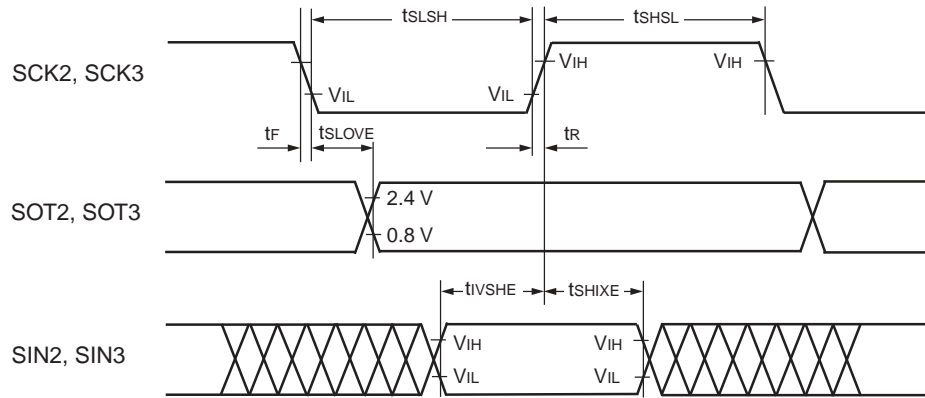 tSLSH tSHSL
SCK2, SCK3
VIH VIH
VIL VIL
tF tSLOVE tR
SOT2, SOT3
2.4 V
0.8 V
tIVSHE tSHIXE
SIN2, SIN3
VIH VIH
VIL VIL